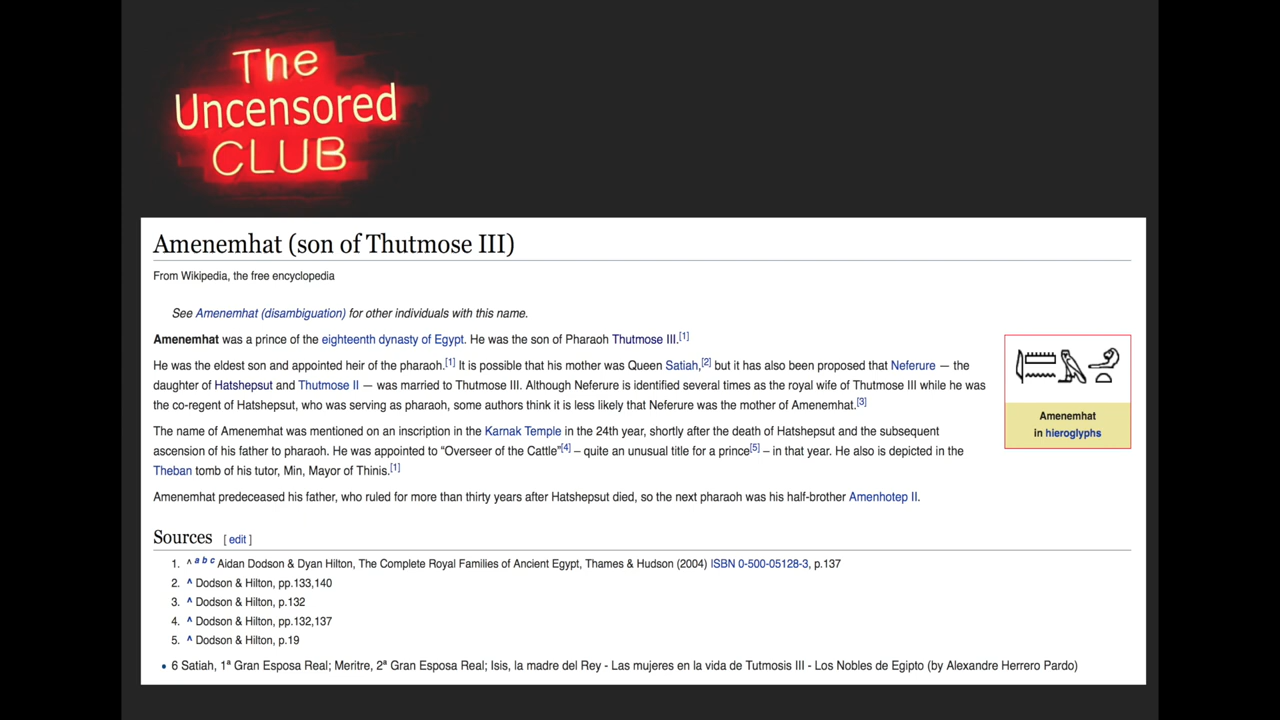 The
Uncensored
CLUB
Amenemhat (son of Thutmose III)
From Wikipedia, the free encyclopedia
See Amenemhat (disambiguation) for other individuals with this name.
Amenemhat was a prince of the eighteenth dynasty of Egypt. He was the son of Pharaoh Thutmose III.[1]
He was the eldest son and appointed heir of the pharaoh.[1] It is possible that his mother was Queen Satiah,[2] but it has also been proposed that Neferure — the
daughter of Hatshepsut and Thutmose II — was married to Thutmose III. Although Neferure is identified several times as the royal wife of Thutmose III while he was
the co-regent of Hatshepsut, who was serving as pharaoh, some authors think it is less likely that Neferure was the mother of Amenemhat.[3]
The name of Amenemhat was mentioned on an inscription in the Karnak Temple in the 24th year, shortly after the death of Hatshepsut and the subsequent
ascension of his father to pharaoh. He was appointed to "Overseer of the Cattle"[4] – quite an unusual title for a prince[5] – in that year. He also is depicted in the
Theban tomb of his tutor, Min, Mayor of Thinis.[1]
Amenemhat predeceased his father, who ruled for more than thirty years after Hatshepsut died, so the next pharaoh was his half-brother Amenhotep II.
Amenemhat
in hieroglyphs
Sources [ edit ]
1. ^ a b c Aidan Dodson & Dyan Hilton, The Complete Royal Families of Ancient Egypt, Thames & Hudson (2004) ISBN 0-500-05128-3, p.137
2. ^ Dodson & Hilton, pp.133,140
3. ^ Dodson & Hilton, p.132
4. ^ Dodson & Hilton, pp.132,137
5. ^ Dodson & Hilton, p.19
• 6 Satiah, 1ª Gran Esposa Real; Meritre, 2ª Gran Esposa Real; Isis, la madre del Rey - Las mujeres en la vida de Tutmosis III - Los Nobles de Egipto (by Alexandre Herrero Pardo)